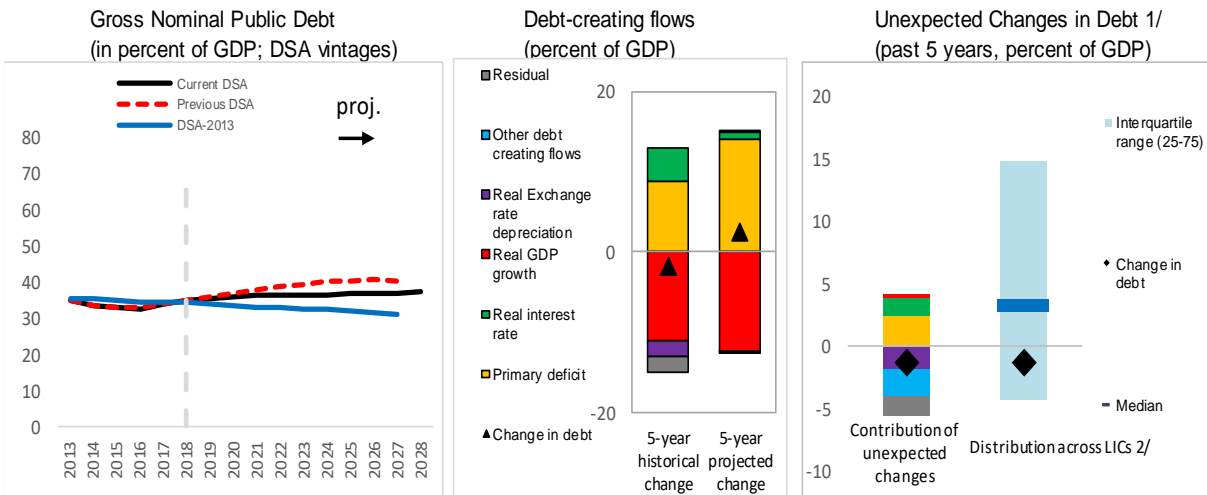 Gross Nominal Public Debt
(in percent of GDP; DSA vintages)
Current DSA
Previous DSA
DSA-2013
proj.
80
70
60
50
40
30
20
10
0
2013
2014
2015
2016
2017
2018
2019
2020
2021
2022
2023
2024
2025
2026
2027
2028
Debt-creating flows
(percent of GDP)
Residual
Other debt
creating flows
Real Exchange
rate
depreciation
Real GDP
growth
Real interest
rate
Primary deficit
Change in debt
20
0
-20
5-year
historical
change
5-year
projected
change
Unexpected Changes in Debt 1/
(past 5 years, percent of GDP)
20
15
10
5
0
-5
-10
Interquartile
range (25-75)
Change in
debt
Median
Contribution of
unexpected
changes
Distribution across LICs 2/